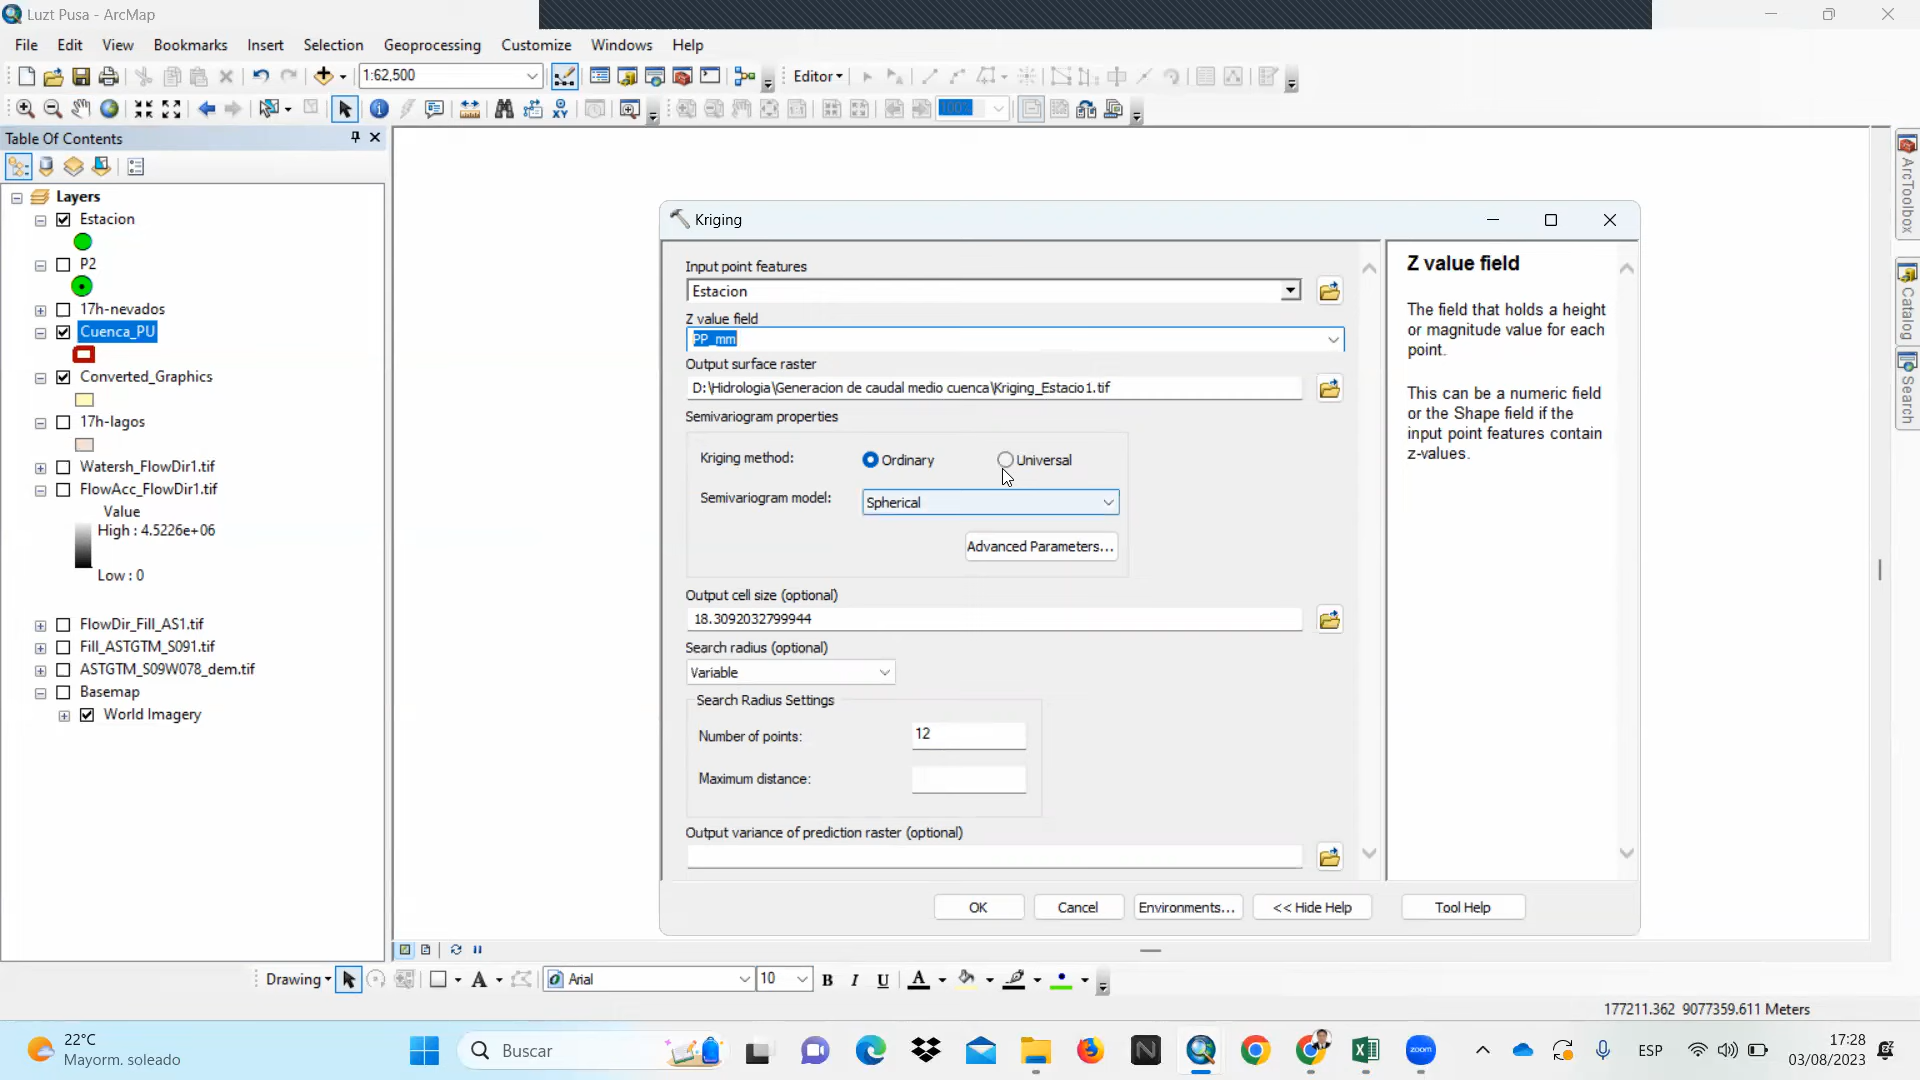 Luzt Pusa - ArcMap
File Edit View Bookmarks Insert Selection Geoprocessing Customize Windows Help
1:62,500
Editor
100%
Table Of Contents
Layers
Estacion
P2
17h-nevados
Cuenca_PU
Converted_Graphics
17h-lagos
Watersh_FlowDir1.tif
FlowAcc_FlowDir1.tif
Value
High : 4.5226e+06
Low : 0
FlowDir_Fill_AS1.tif
Fill_ASTGTM_S091.tif
ASTGTM_S09W078_dem.tif
Basemap
World Imagery
Kriging
Input point features
Estacion
Z value field
PP_mm
Output surface raster
D:\Hidrologia\Generacion de caudal medio cuenca\Kriging_Estacio1.tif
Semivariogram properties
Kriging method: Ordinary Universal
Semivariogram model: Spherical
Advanced Parameters...
Output cell size (optional)
18.3092032799944
Search radius (optional)
Variable
Search Radius Settings
Number of points: 12
Maximum distance:
Output variance of prediction raster (optional)
OK Cancel Environments... << Hide Help Tool Help
Z value field
The field that holds a height
or magnitude value for each
point.
This can be a numeric field
or the Shape field if the
input point features contain
z-values.
ArcToolbox
Catalog
Search
Drawing A Arial 10 B I U A
177211.362 9077359.611 Meters
22°C
Mayorm. soleado
Buscar
zoom
ESP
17:28
03/08/2023